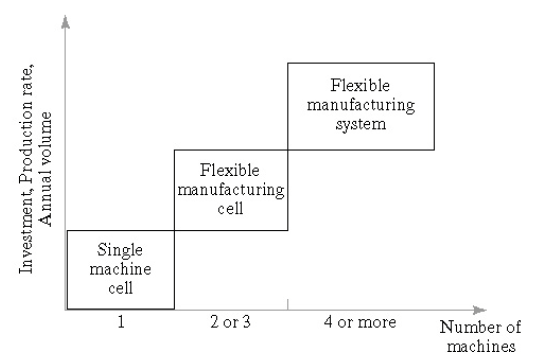 Investment, Production rate,
Annual volume
Flexible
manufacturing
system
Flexible
manufacturing
cell
Single
machine
cell
1
2 or 3
4 or more
Number of
machines